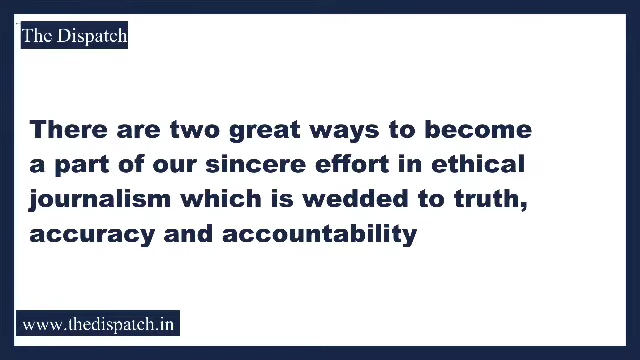 The Dispatch
There are two great ways to become
a part of our sincere effort in ethical
journalism which is wedded to truth,
accuracy and accountability
www.thedispatch.in